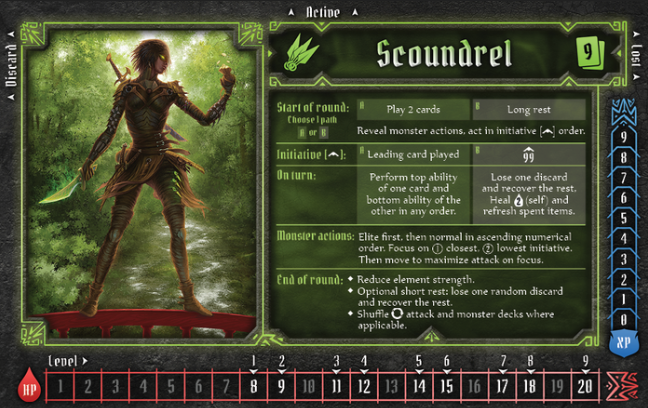 Active
Discard
Lost
Scoundrel
9
Start of round:
Choose 1 path
A or B
A Play 2 cards
B Long rest
Reveal monster actions, act in initiative [ ] order.
Initiative [ ]:
A Leading card played
B 99
On turn:
Perform top ability
of one card and
bottom ability of the
other in any order.
Lose one discard
and recover the rest.
Heal 2 (self) and
refresh spent items.
Monster actions:
Elite first, then normal in ascending numerical
order. Focus on ① closest, ② lowest initiative.
Then move to maximize attack on focus.
End of round:
◆ Reduce element strength.
◆ Optional short rest: lose one random discard
and recover the rest.
◆ Shuffle attack and monster decks where
applicable.
9
8
7
6
5
4
3
2
1
0
XP
Level > 1 2 3 4 5 6 7 8 9
HP 1 2 3 4 5 6 7 8 9 10 11 12 13 14 15 16 17 18 19 20